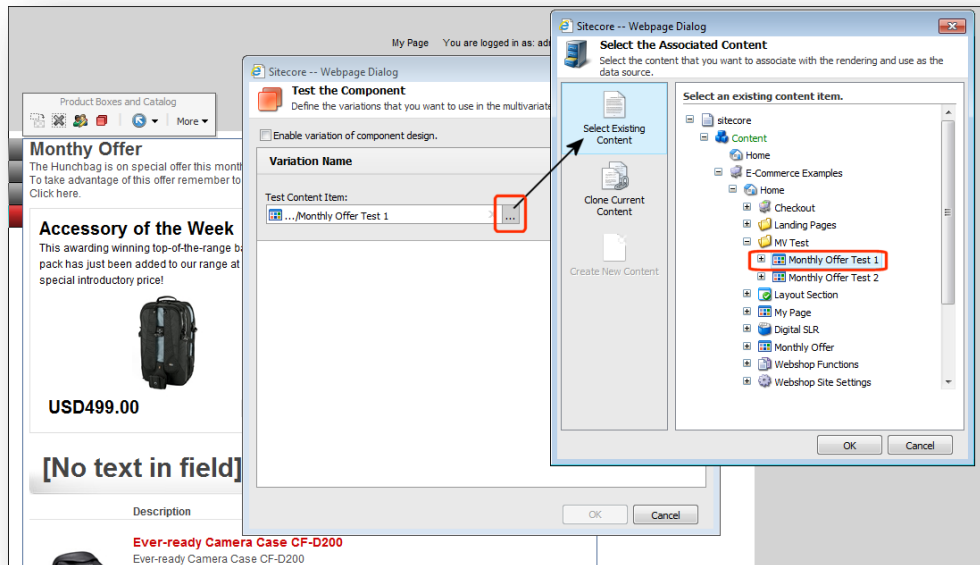 My Page You are logged in as: adm
Product Boxes and Catalog
More
Monthy Offer
The Hunchbag is on special offer this month
To take advantage of this offer remember to
Click here.
Accessory of the Week
This awarding winning top-of-the-range ba
pack has just been added to our range at
special introductory price!
USD499.00
[No text in field]
Description
Ever-ready Camera Case CF-D200
Ever-ready Camera Case CF-D200
Sitecore -- Webpage Dialog
Test the Component
Define the variations that you want to use in the multivariate
Enable variation of component design.
Variation Name
Test Content Item:
.../Monthly Offer Test 1
...
OK Cancel
Sitecore -- Webpage Dialog
Select the Associated Content
Select the content that you want to associate with the rendering and use as the
data source.
Select Existing
Content
Clone Current
Content
Create New Content
Select an existing content item.
sitecore
Content
Home
E-Commerce Examples
Home
Checkout
Landing Pages
MV Test
Monthly Offer Test 1
Monthly Offer Test 2
Layout Section
My Page
Digital SLR
Monthly Offer
Webshop Functions
Webshop Site Settings
OK Cancel